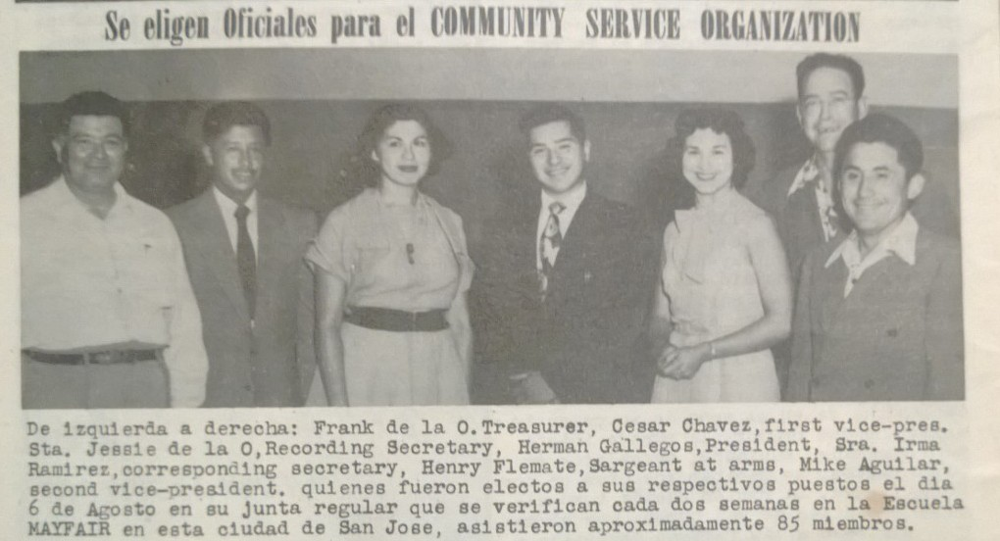 Se eligen Oficiales para el COMMUNITY SERVICE ORGANIZATION
De izquierda a derecha: Frank de la O.Treasurer, Cesar Chavez,first vice-pres.
Sta. Jessie de la O,Recording Secretary, Herman Gallegos,President, Sra. Irma
Ramirez,corresponding secretary, Henry Flemate,Sargeant at arms, Mike Aguilar,
second vice-president. quienes fueron electos a sus respectivos puestos el dia
6 de Agosto en su junta regular que se verifican cada dos semanas en la Escuela
MAYFAIR en esta ciudad de San Jose, asistieron aproximadamente 85 miembros.